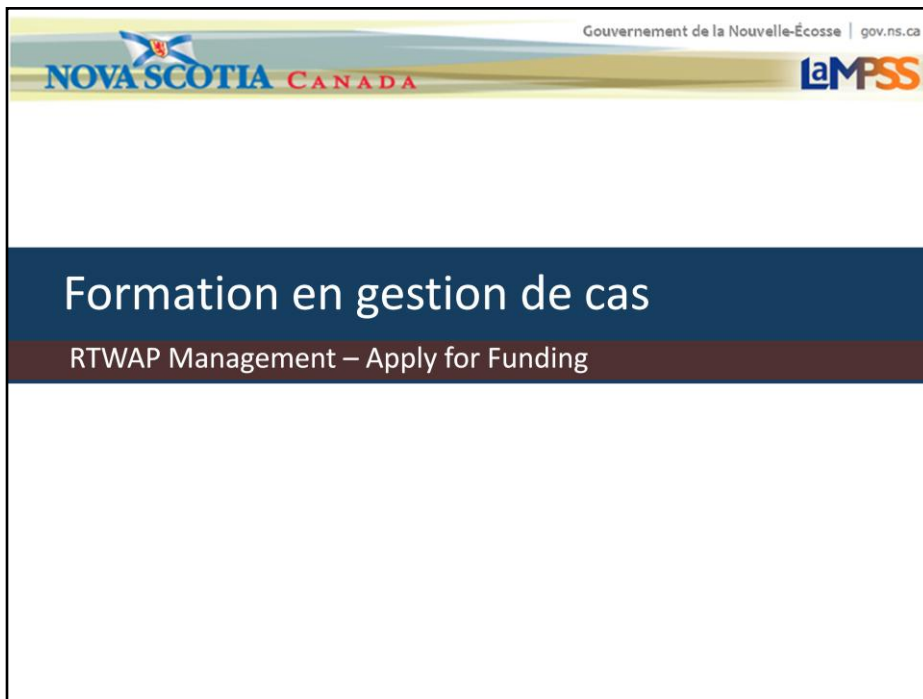 Gouvernement de la Nouvelle-Écosse | gov.ns.ca
NOVA SCOTIA CANADA
LaMPSS
Formation en gestion de cas
RTWAP Management – Apply for Funding